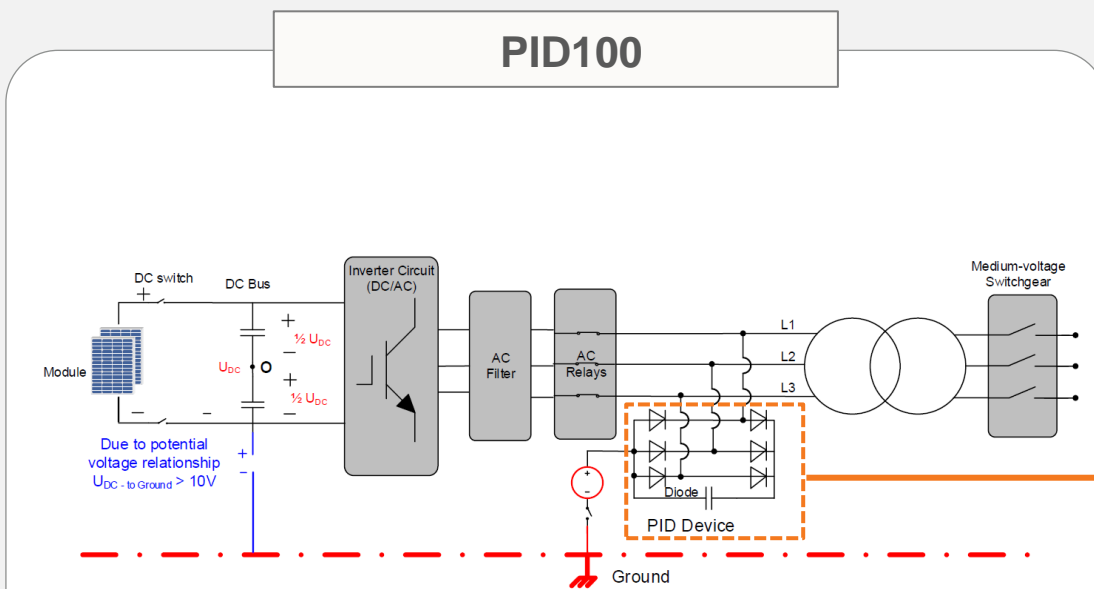 PID100
Medium-voltage
Switchgear
Inverter Circuit
(DC/AC)
DC switch
DC Bus
+
+
½ UDC
−
L1
Module
UDC
O
AC
Filter
AC
Relays
L2
+
½ UDC
−
L3
−
-
Due to potential
voltage relationship
UDC - to Ground > 10V
+
−
+
−
Diode
PID Device
Ground